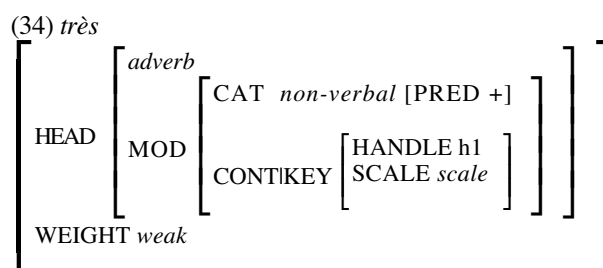 (34) très
adverb
CAT non-verbal [PRED +]
HEAD
MOD
HANDLE h1
CONT|KEY
SCALE scale
WEIGHT weak